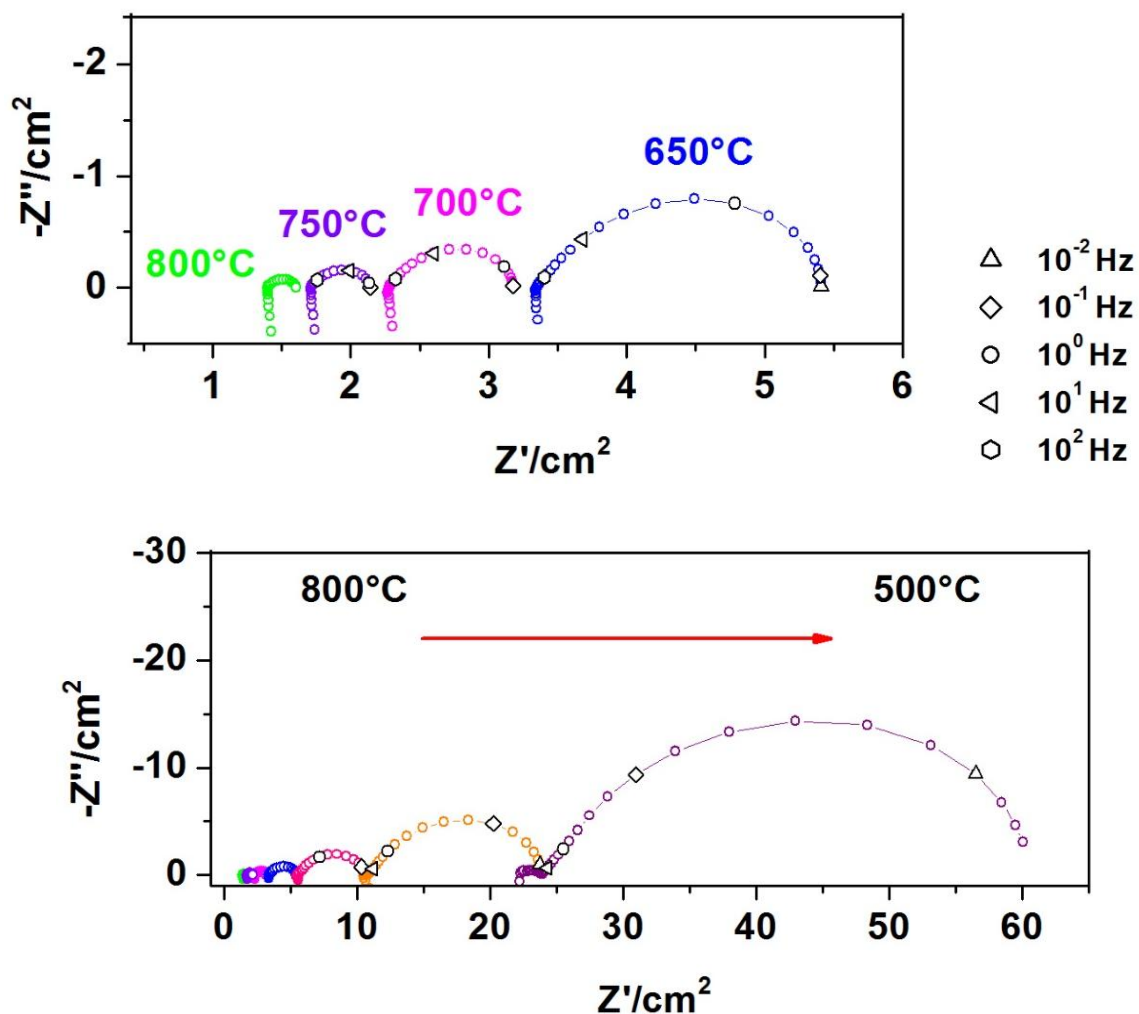 -Z''/cm²
-2
-1
0
800°C
750°C
700°C
650°C
1
2
3
4
5
6
Z'/cm²
10⁻² Hz
10⁻¹ Hz
10⁰ Hz
10¹ Hz
10² Hz
-Z''/cm²
-30
-20
-10
0
800°C
500°C
0
10
20
30
40
50
60
Z'/cm²